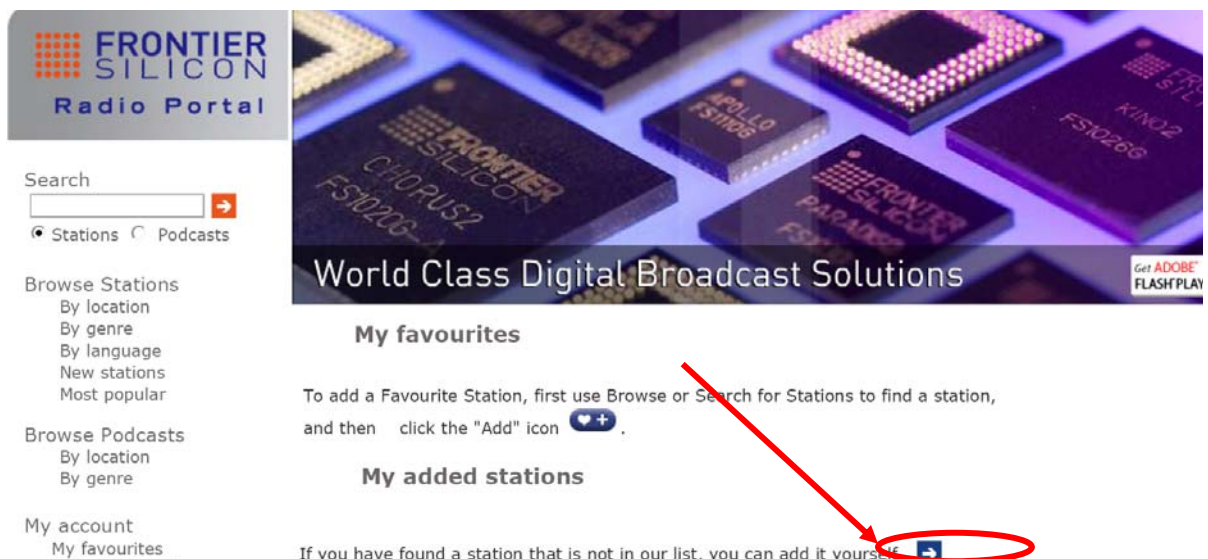 FRONTIER
SILICON
Radio Portal
Search
Stations Podcasts
Browse Stations
By location
By genre
By language
New stations
Most popular
Browse Podcasts
By location
By genre
My account
My favourites
FRONTIER
SILICON
CHORUS2
FS1020G-A
APOLLO
FS1110G
FRONTIER
SILICON
PARADISO
KINO2
FS1026G
World Class Digital Broadcast Solutions
Get ADOBE
FLASH PLAY
My favourites
To add a Favourite Station, first use Browse or Search for Stations to find a station,
and then click the "Add" icon .
My added stations
If you have found a station that is not in our list, you can add it yourself